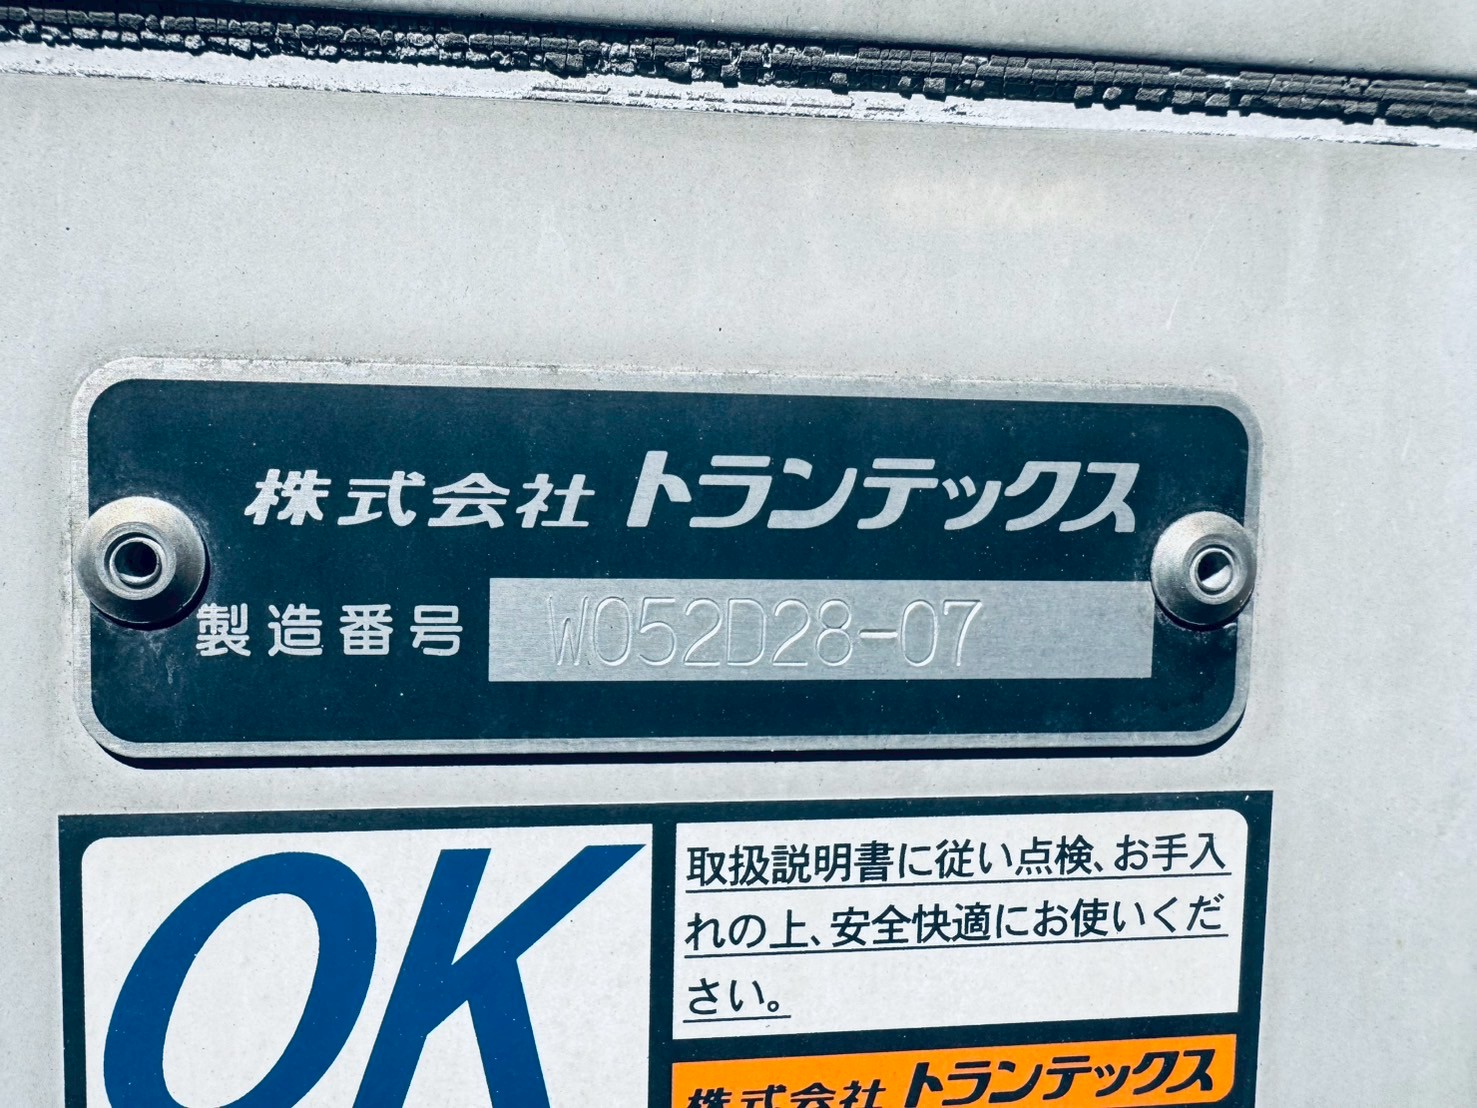 株式会社 トランテックス
製造番号 W052D28-07
OK
取扱説明書に従い点検、お手入
れの上、安全快適にお使いくだ
さい。
株式会社 トランテックス